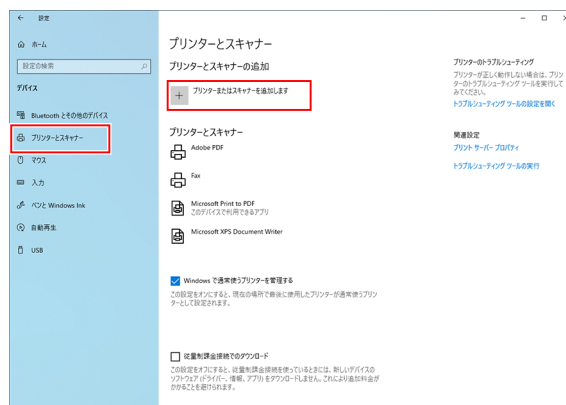 設定
ホーム
設定の検索
デバイス
Bluetooth とその他のデバイス
プリンターとスキャナー
マウス
入力
ペンと Windows Ink
自動再生
USB
プリンターとスキャナー
プリンターとスキャナーの追加
プリンターまたはスキャナーを追加します
プリンターとスキャナー
Adobe PDF
Fax
Microsoft Print to PDF
このデバイスで利用できるアプリ
Microsoft XPS Document Writer
Windows で通常使うプリンターを管理する
この設定をオンにすると、現在の場所で最後に使用したプリンターが通常使うプリン
ターとして設定されます。
従量制課金接続でのダウンロード
この設定をオフにすると、従量制課金接続を使っているときには、新しいデバイスの
ソフトウェア (ドライバー、情報、アプリ) をダウンロードしません。これにより追加料金が
かかることを避けられます。
プリンターのトラブルシューティング
プリンターが正しく動作しない場合は、プリン
ターのトラブルシューティング ツールを実行して
みてください。
トラブルシューティング ツールの設定を開く
関連設定
プリント サーバー プロパティ
トラブルシューティング ツールの実行